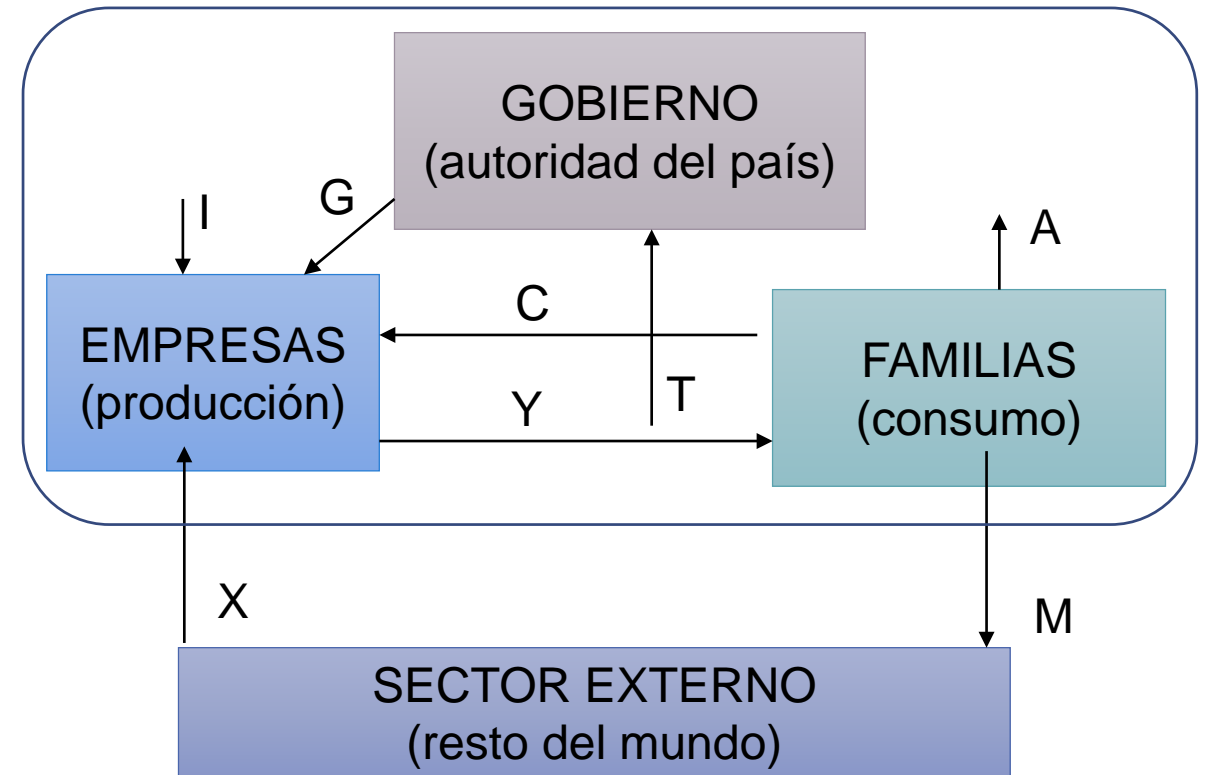 GOBIERNO
(autoridad del país)
G
I
A
C
EMPRESAS
(producción)
FAMILIAS
(consumo)
T
Y
X
M
SECTOR EXTERNO
(resto del mundo)